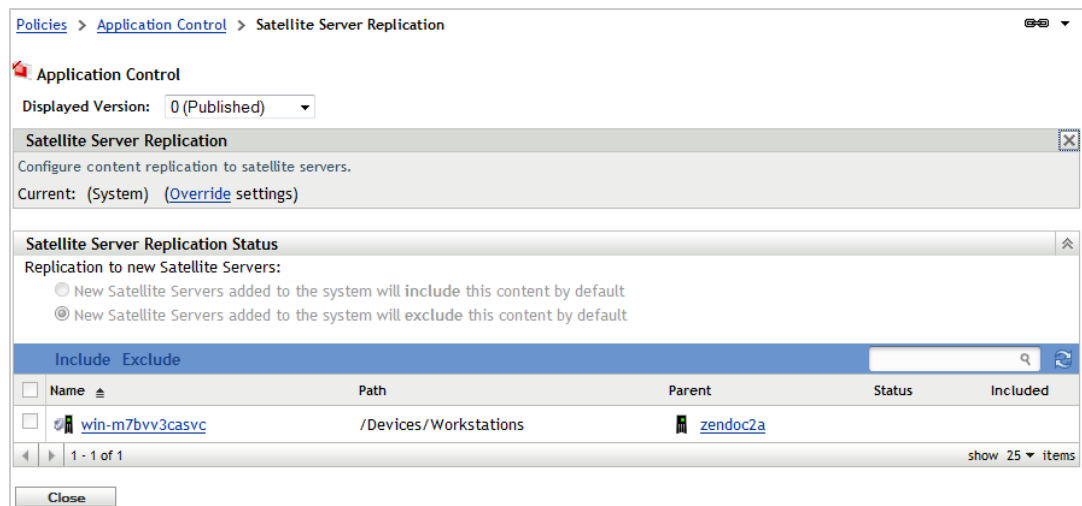 Policies > Application Control > Satellite Server Replication
Application Control
Displayed Version: 0 (Published)
Satellite Server Replication
Configure content replication to satellite servers.
Current: (System) (Override settings)
Satellite Server Replication Status
Replication to new Satellite Servers:
New Satellite Servers added to the system will include this content by default
New Satellite Servers added to the system will exclude this content by default
Include Exclude
Name Path Parent Status Included
win-m7bvv3casvc /Devices/Workstations zendoc2a
1 - 1 of 1 show 25 items
Close